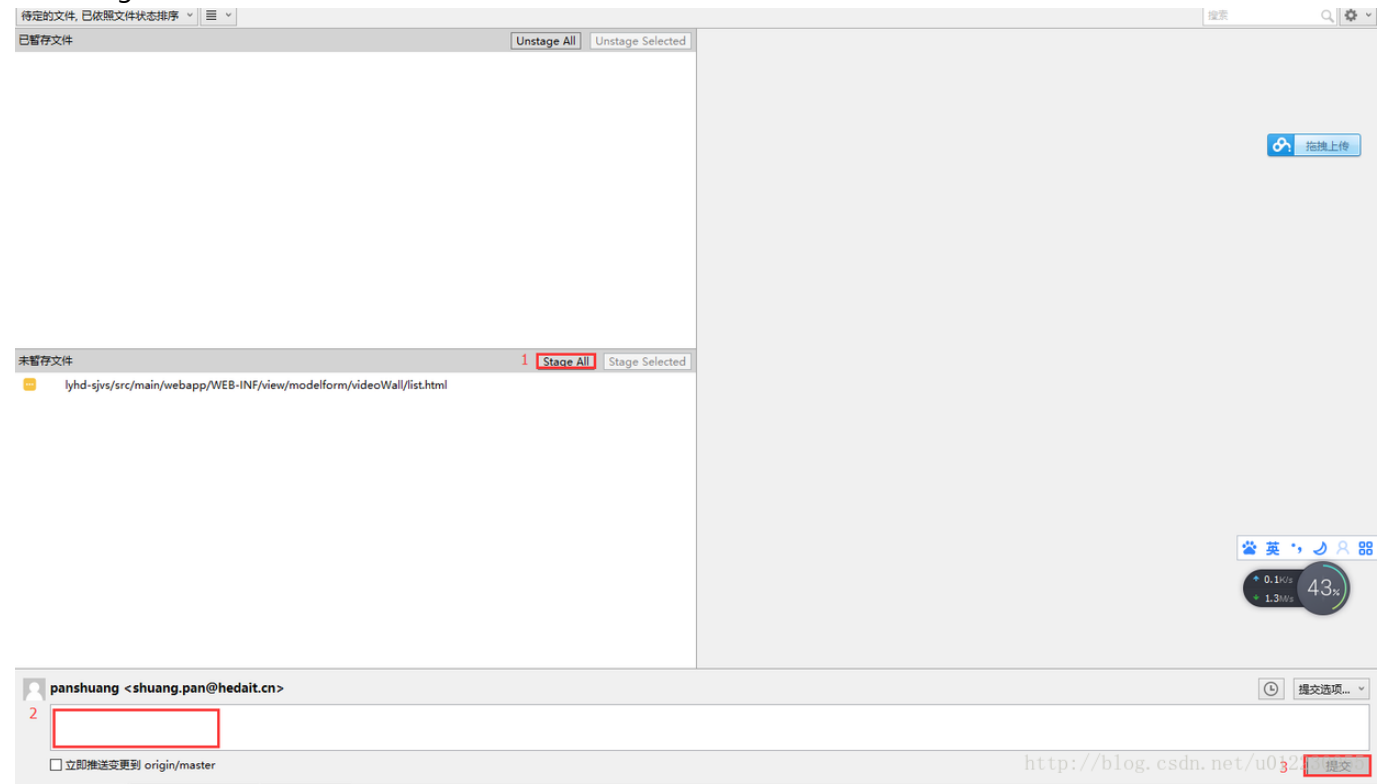 待定的文件, 已依照文件状态排序
搜索
已暂存文件 Unstage All Unstage Selected
拖拽上传
未暂存文件 1 Stage All Stage Selected
lyhd-sjvs/src/main/webapp/WEB-INF/view/modelform/videoWall/list.html
英
0.1K/s
43%
1.3M/s
panshuang <shuang.pan@hedait.cn>
提交选项...
2
立即推送变更到 origin/master
http://blog.csdn.net/u012
3 提交